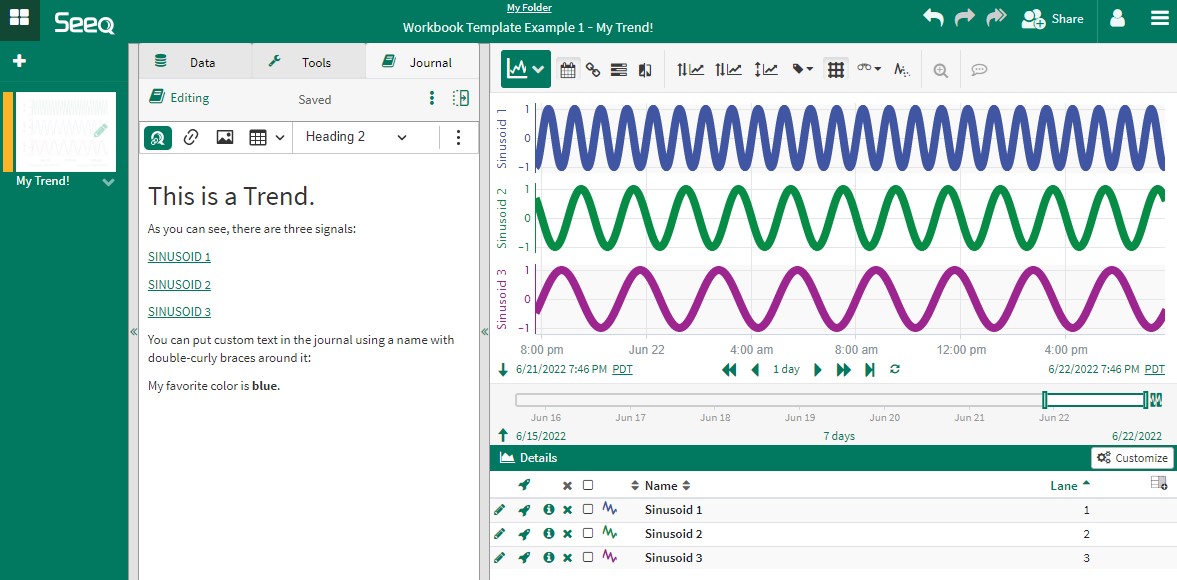 My Folder
Seeq
Workbook Template Example 1 - My Trend!
Share
Data
Tools
Journal
Editing
Saved
Heading 2
My Trend!
This is a Trend.
As you can see, there are three signals:
SINUSOID 1
SINUSOID 2
SINUSOID 3
You can put custom text in the journal using a name with
double-curly braces around it:
My favorite color is blue.
Sinusoid 1
1
0
−1
Sinusoid 2
1
0
−1
Sinusoid 3
1
0
−1
8:00 pm Jun 22 4:00 am 8:00 am 12:00 pm 4:00 pm
6/21/2022 7:46 PM PDT 1 day 6/22/2022 7:46 PM PDT
Jun 16 Jun 17 Jun 18 Jun 19 Jun 20 Jun 21 Jun 22
6/15/2022 7 days 6/22/2022
Details Customize
Name Lane
Sinusoid 1 1
Sinusoid 2 2
Sinusoid 3 3